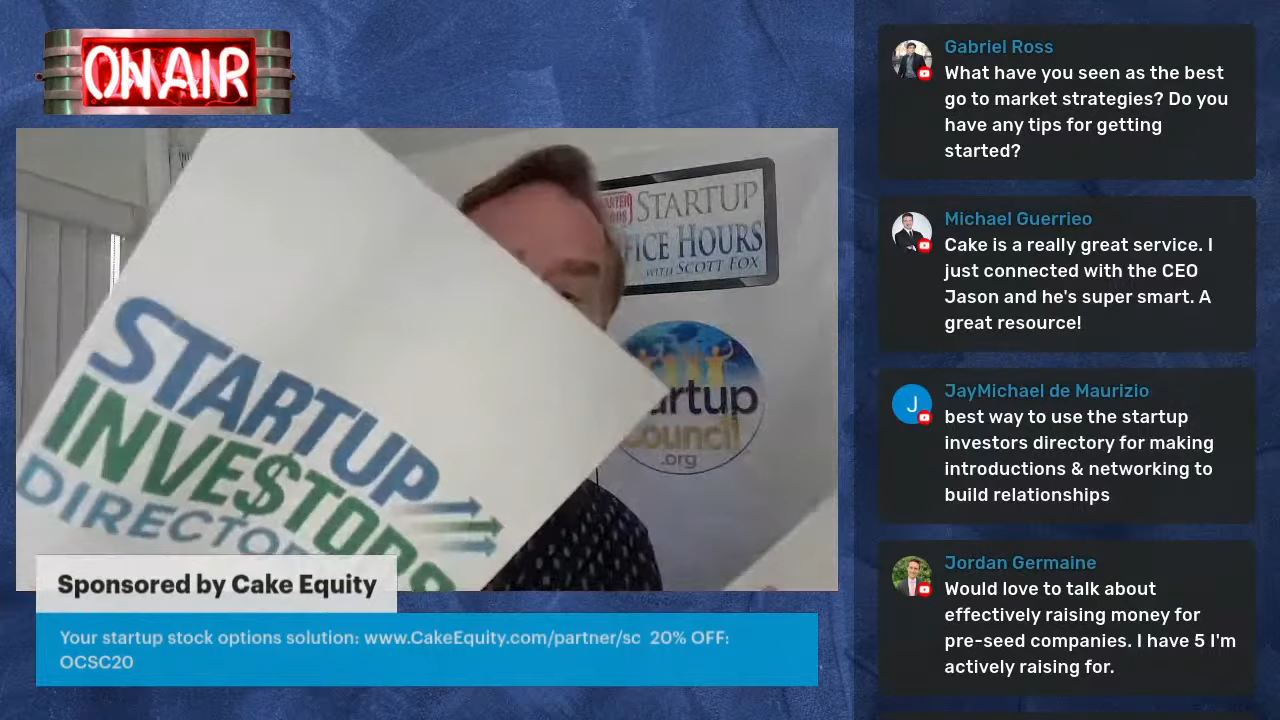 ON AIR
STARTUP
OFFICE HOURS
WITH SCOTT FOX
artup
Council
.org
STARTUP
INVE$TORS
DIRECTO
Sponsored by Cake Equity
Your startup stock options solution: www.CakeEquity.com/partner/sc 20% OFF:
OCSC20
Gabriel Ross
What have you seen as the best
go to market strategies? Do you
have any tips for getting
started?
Michael Guerrieo
Cake is a really great service. I
just connected with the CEO
Jason and he's super smart. A
great resource!
JayMichael de Maurizio
J
best way to use the startup
investors directory for making
introductions & networking to
build relationships
Jordan Germaine
Would love to talk about
effectively raising money for
pre-seed companies. I have 5 I'm
actively raising for.